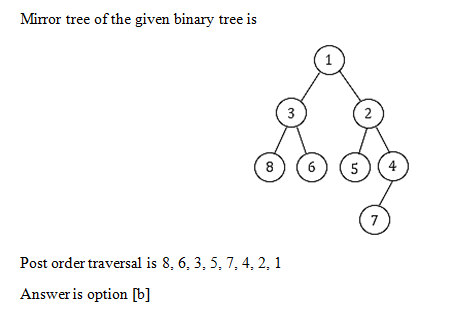 Mirror tree of the given binary tree is
1
3 2
8 6 5 4
7
Post order traversal is 8, 6, 3, 5, 7, 4, 2, 1
Answer is option [b]